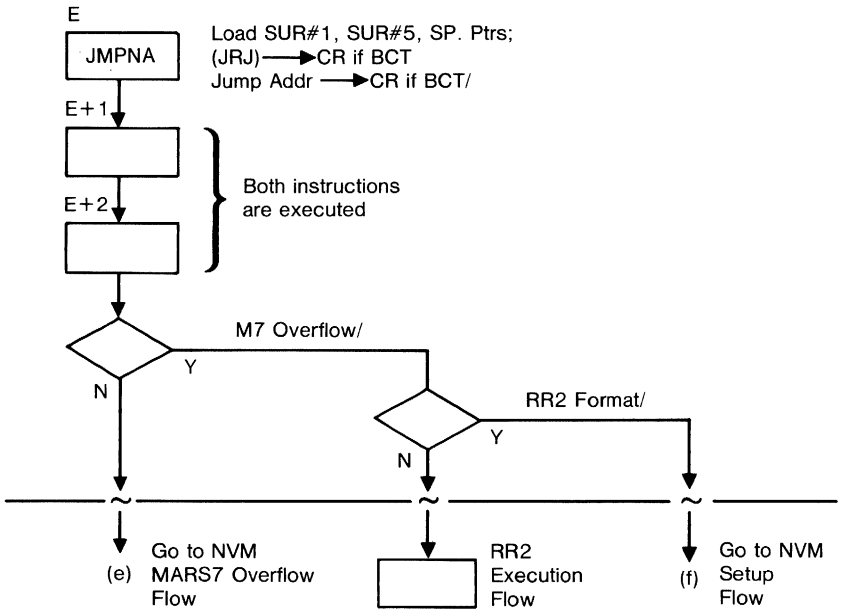 E
JMPNA
Load SUR#1, SUR#5, SP. Ptrs;
(JRJ) CR if BCT
Jump Addr CR if BCT/
E+1
E+2
Both instructions
are executed
M7 Overflow/
Y
N
RR2 Format/
Y
N
~ ~ ~
(e)
Go to NVM
MARS7 Overflow
Flow
RR2
Execution
Flow
(f)
Go to NVM
Setup
Flow